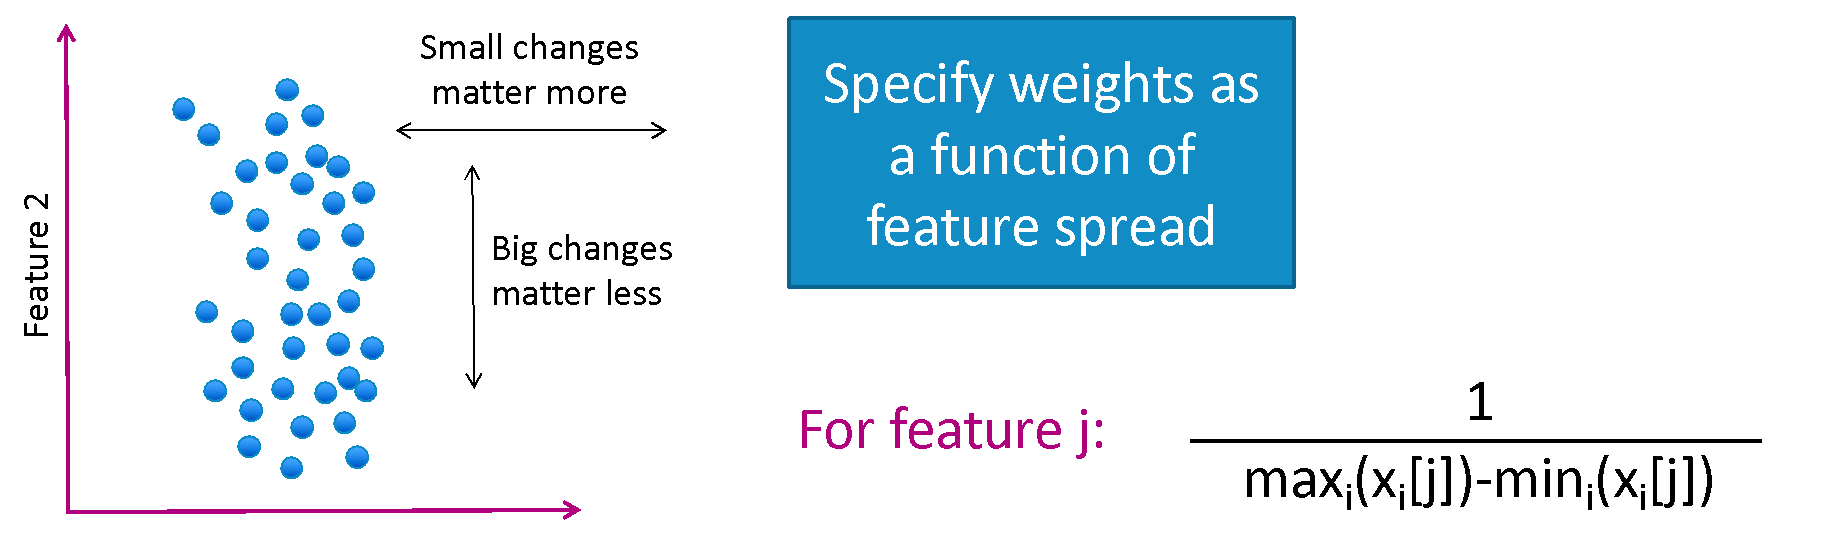 Feature 2
Small changes
matter more
Big changes
matter less
Specify weights as
a function of
feature spread
For feature j:
1
maxᵢ(xᵢ[j])-minᵢ(xᵢ[j])